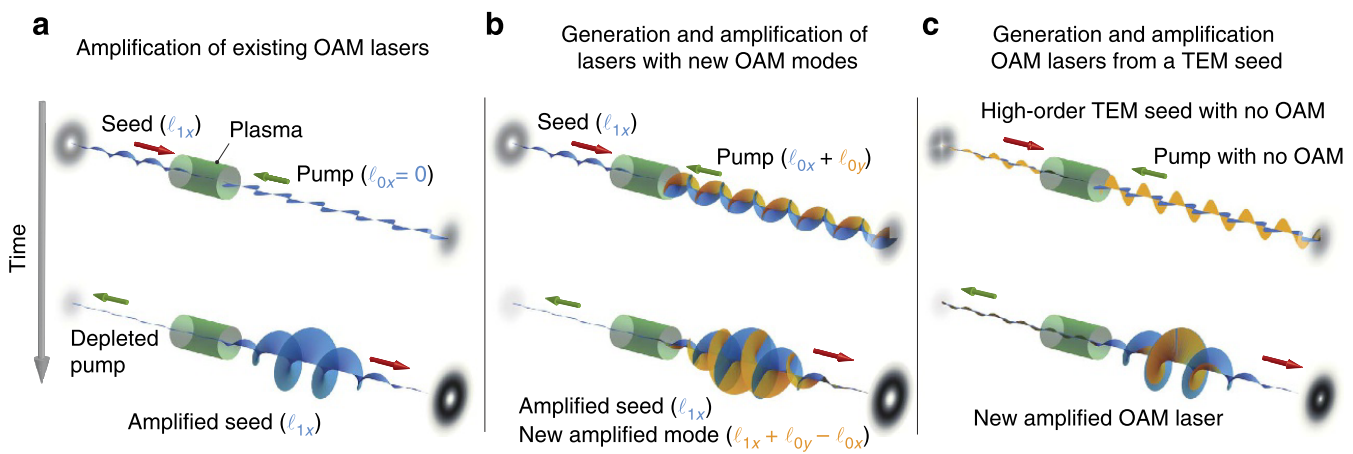 a
Amplification of existing OAM lasers
Seed (ℓ1x)
Plasma
Pump (ℓ0x = 0)
Time
Depleted
pump
Amplified seed (ℓ1x)
b
Generation and amplification of
lasers with new OAM modes
Seed (ℓ1x)
Pump (ℓ0x + ℓ0y)
Amplified seed (ℓ1x)
New amplified mode (ℓ1x + ℓ0y − ℓ0x)
c
Generation and amplification
OAM lasers from a TEM seed
High-order TEM seed with no OAM
Pump with no OAM
New amplified OAM laser